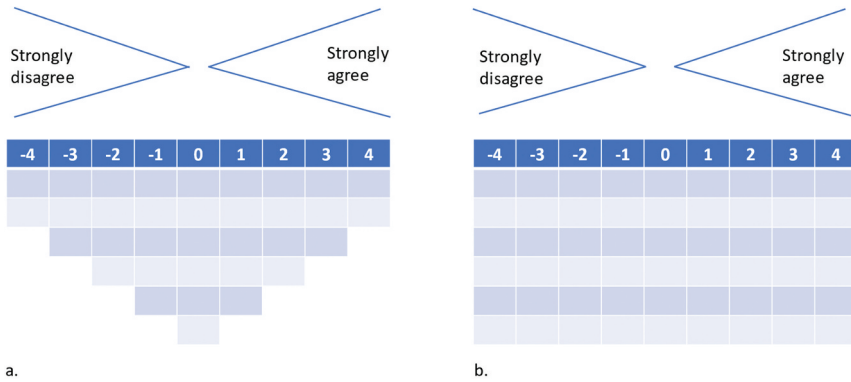 Strongly
disagree
Strongly
agree
-4 -3 -2 -1 0 1 2 3 4
a.
Strongly
disagree
Strongly
agree
-4 -3 -2 -1 0 1 2 3 4
b.